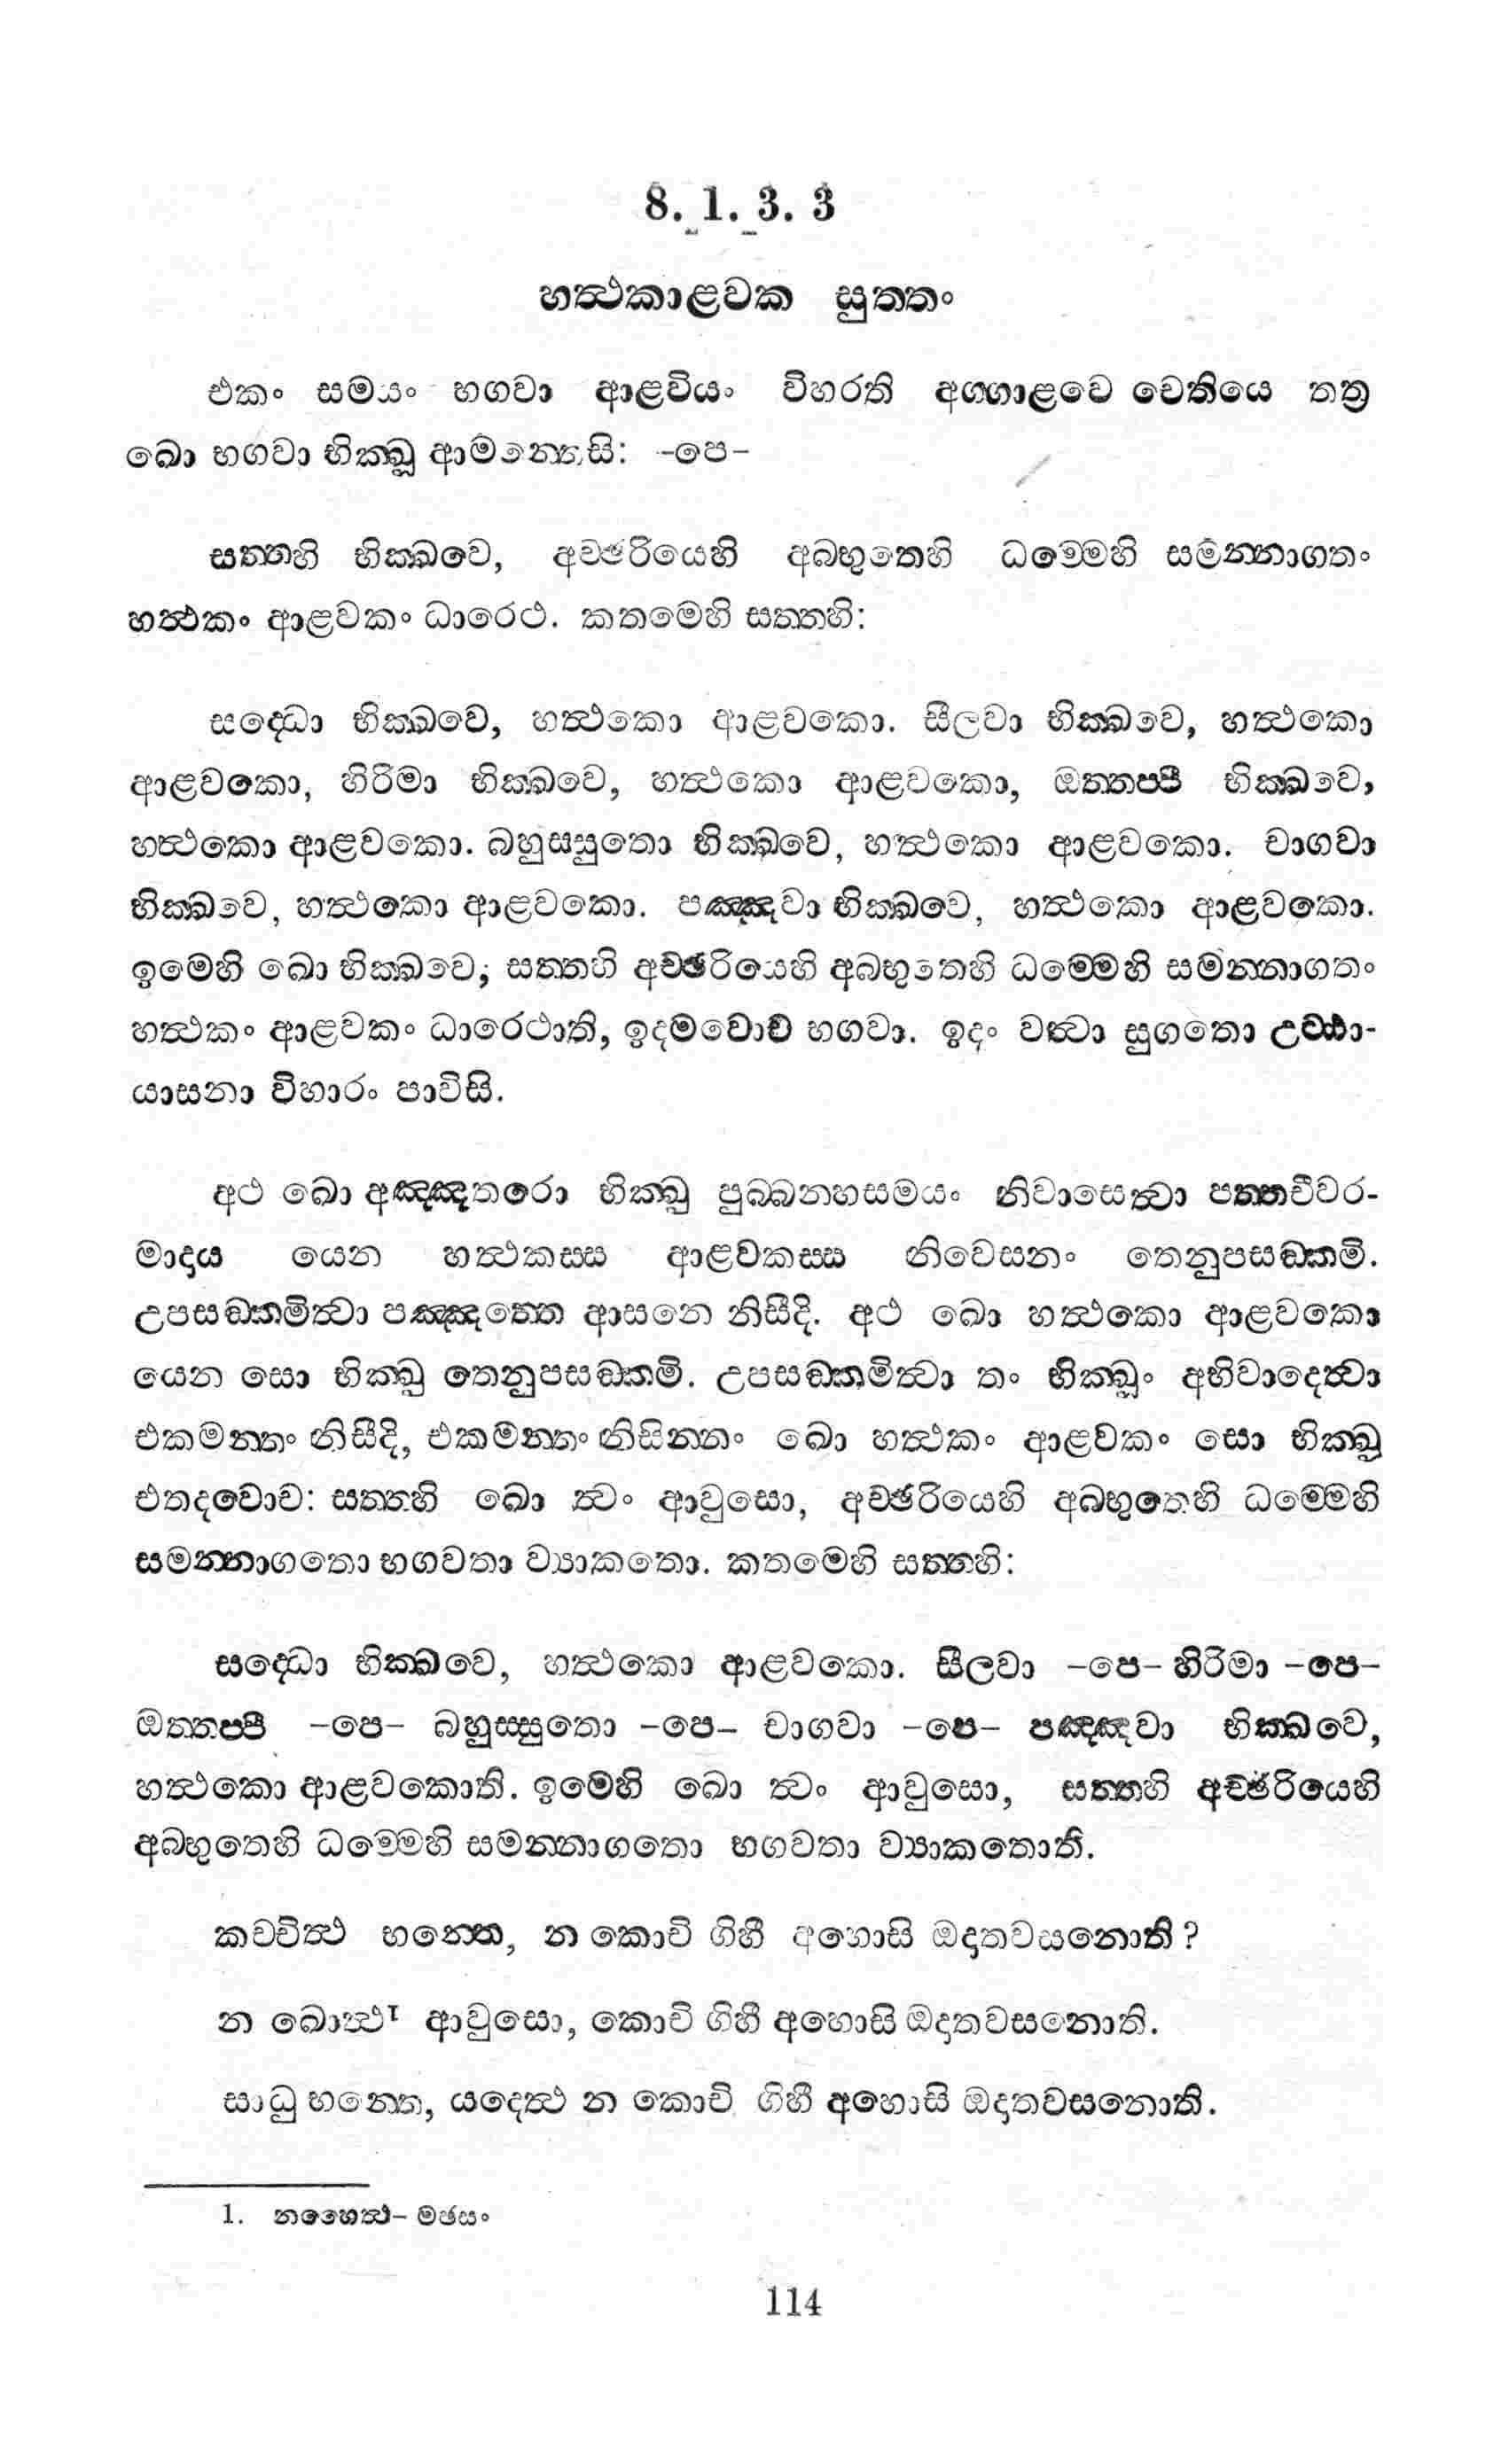 8. 1. 3. 3
හත්ථකාළවක සුත්තං
එකං සමයං භගවා ආළවියං විහරති අග්ගාළවෙ චෙතියෙ තත්‍ර
ඛො භගවා භික්ඛූ ආමන්තෙසි: -පෙ-
සත්තහි භික්ඛවෙ, අච්ඡරියෙහි අබ්භුතෙහි ධම්මෙහි සමන්නාගතං
හත්ථකං ආළවකං ධාරෙථ. කතමෙහි සත්තහි:
සද්ධො භික්ඛවෙ, හත්ථකො ආළවකො. සීලවා භික්ඛවෙ, හත්ථකො
ආළවකො, හිරිමා භික්ඛවෙ, හත්ථකො ආළවකො, ඔත්තප්පී භික්ඛවෙ,
හත්ථකො ආළවකො. බහුස්සුතො භික්ඛවෙ, හත්ථකො ආළවකො. චාගවා
භික්ඛවෙ, හත්ථකො ආළවකො. පඤ්ඤවා භික්ඛවෙ, හත්ථකො ආළවකො.
ඉමෙහි ඛො භික්ඛවෙ, සත්තහි අච්ඡරියෙහි අබ්භුතෙහි ධම්මෙහි සමන්නාගතං
හත්ථකං ආළවකං ධාරෙථාති, ඉදමවොච භගවා. ඉදං වත්‍වා සුගතො උට්ඨා-
යාසනා විහාරං පාවිසි.
අථ ඛො අඤ්ඤතරො භික්ඛු පුබ්බන්හසමයං නිවාසෙත්‍වා පත්තචීවර-
මාදාය යෙන හත්ථකස්ස ආළවකස්ස නිවෙසනං තෙනුපසඞ්කමි.
උපසඞ්කමිත්‍වා පඤ්ඤත්තෙ ආසනෙ නිසීදි. අථ ඛො හත්ථකො ආළවකො
යෙන සො භික්ඛු තෙනුපසඞ්කමි. උපසඞ්කමිත්‍වා තං භික්ඛුං අභිවාදෙත්‍වා
එකමන්තං නිසීදි, එකමන්තං නිසින්නං ඛො හත්ථකං ආළවකං සො භික්ඛූ
එතදවොච: සත්තහි ඛො ත්‍වං ආවුසො, අච්ඡරියෙහි අබ්භුතෙහි ධම්මෙහි
සමන්නාගතො භගවතා ව්‍යාකතො. කතමෙහි සත්තහි:
සද්ධො භික්ඛවෙ, හත්ථකො ආළවකො. සීලවා -පෙ- හිරිමා -පෙ-
ඔත්තප්පී -පෙ- බහුස්සුතො -පෙ- චාගවා -පෙ- පඤ්ඤවා භික්ඛවෙ,
හත්ථකො ආළවකොති. ඉමෙහි ඛො ත්‍වං ආවුසො, සත්තහි අච්ඡරියෙහි
අබ්භුතෙහි ධම්මෙහි සමන්නාගතො භගවතා ව්‍යාකතොති.
කච්චිත්ථ භන්තෙ, න කොචි ගිහී අහොසි ඔදාතවසනොති?
න ඛොත්ථ1 ආවුසො, කොචි ගිහී අහොසි ඔදාතවසනොති.
සාධු භන්තෙ, යදෙත්ථ න කොචි ගිහී අහොසි ඔදාතවසනොති.
1. නහෙත්ථ- මඡසං
114